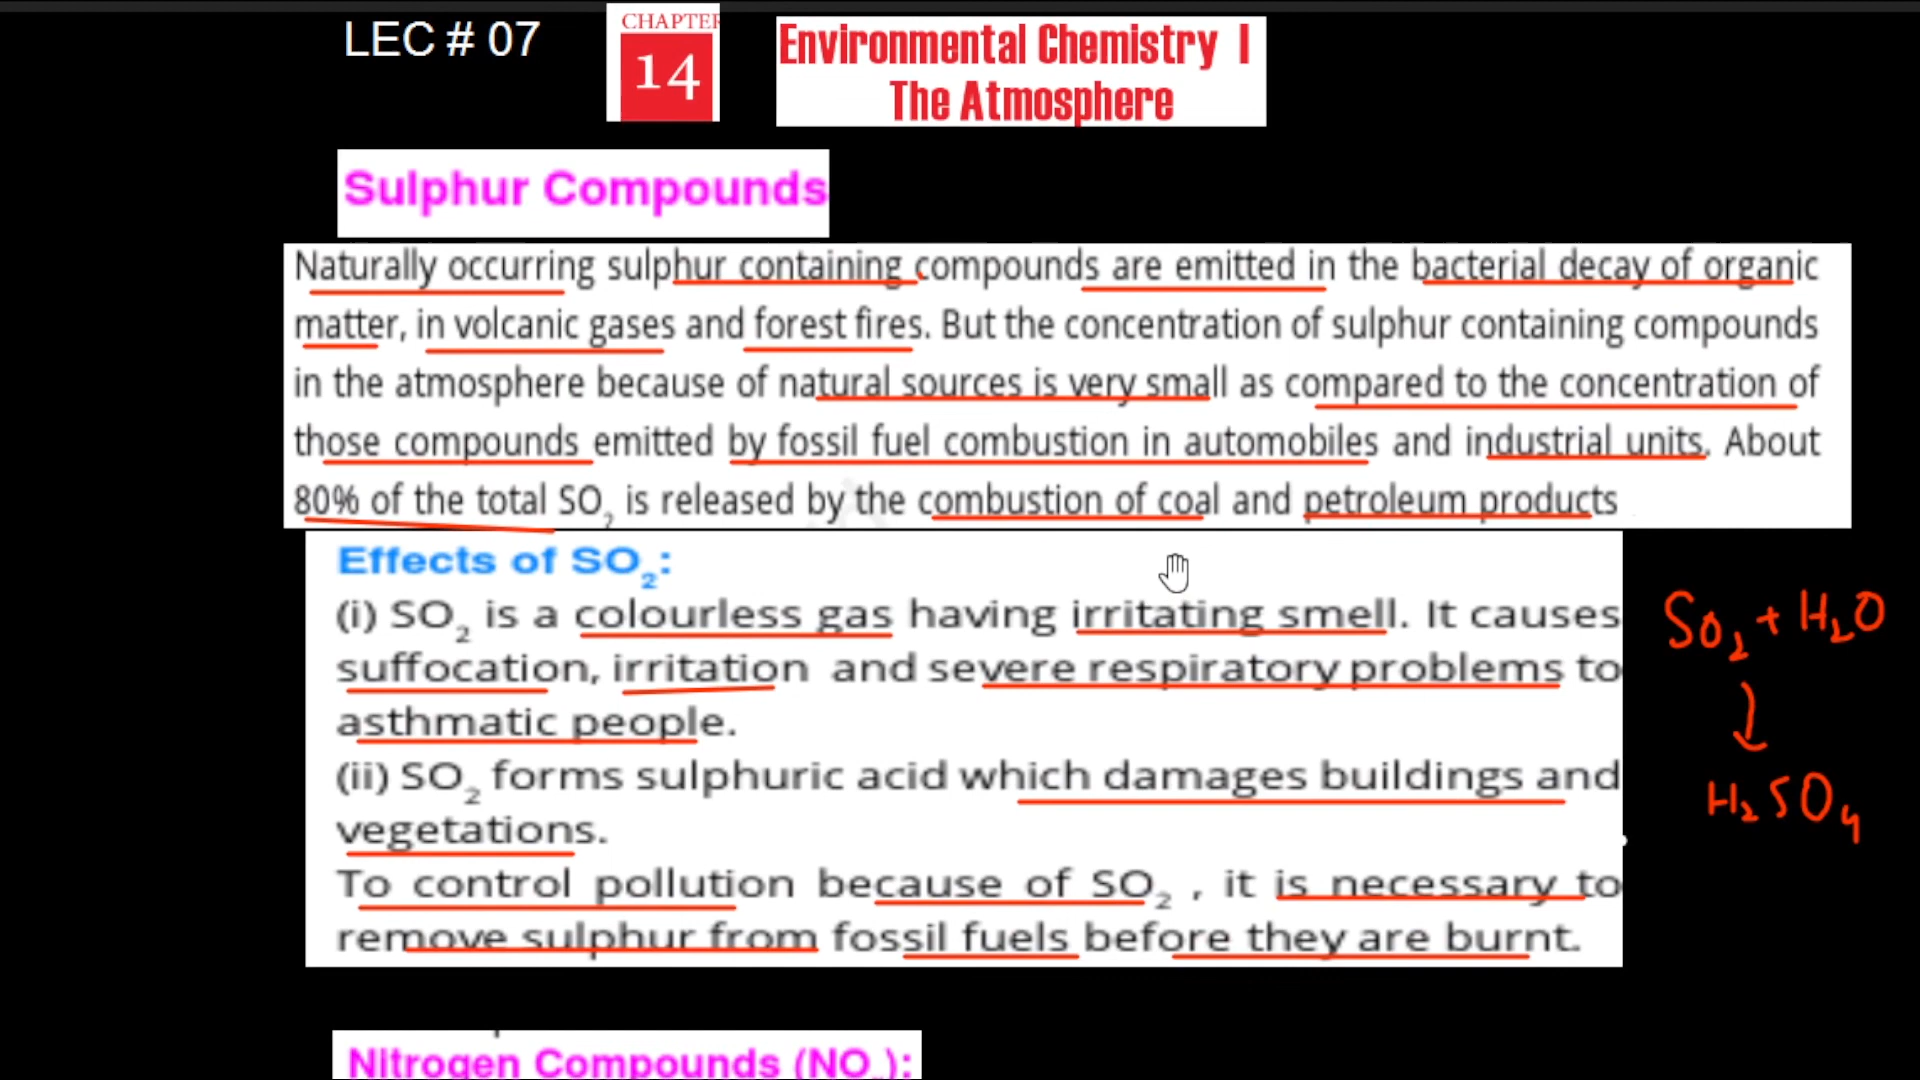 LEC # 07
CHAPTER
14
Environmental Chemistry I
The Atmosphere
Sulphur Compounds
Naturally occurring sulphur containing compounds are emitted in the bacterial decay of organic
matter, in volcanic gases and forest fires. But the concentration of sulphur containing compounds
in the atmosphere because of natural sources is very small as compared to the concentration of
those compounds emitted by fossil fuel combustion in automobiles and industrial units. About
80% of the total SO₂ is released by the combustion of coal and petroleum products
Effects of SO₂:
(i) SO₂ is a colourless gas having irritating smell. It causes
suffocation, irritation and severe respiratory problems to
asthmatic people.
(ii) SO₂ forms sulphuric acid which damages buildings and
vegetations.
To control pollution because of SO₂ , it is necessary to
remove sulphur from fossil fuels before they are burnt.
SO₂ + H₂O
↓
H₂SO₄
Nitrogen Compounds (NOₓ):